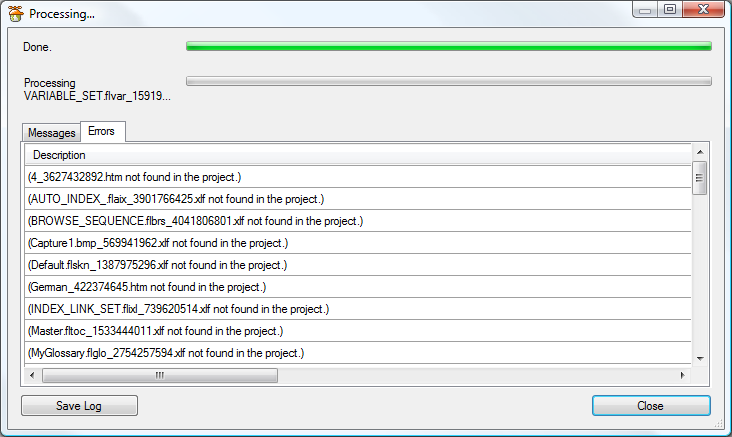 Processing...
Done.
Processing
VARIABLE_SET.flvar_15919...
Messages
Errors
Description
(4_3627432892.htm not found in the project.)
(AUTO_INDEX_.flaix_3901766425.xlf not found in the project.)
(BROWSE_SEQUENCE.flbrs_4041806801.xlf not found in the project.)
(Capture1.bmp_569941962.xlf not found in the project.)
(Default.flskn_1387975296.xlf not found in the project.)
(German_422374645.htm not found in the project.)
(INDEX_LINK_SET.flixl_739620514.xlf not found in the project.)
(Master.fltoc_1533444011.xlf not found in the project.)
(MyGlossary.flglo_2754257594.xlf not found in the project.)
Save Log
Close